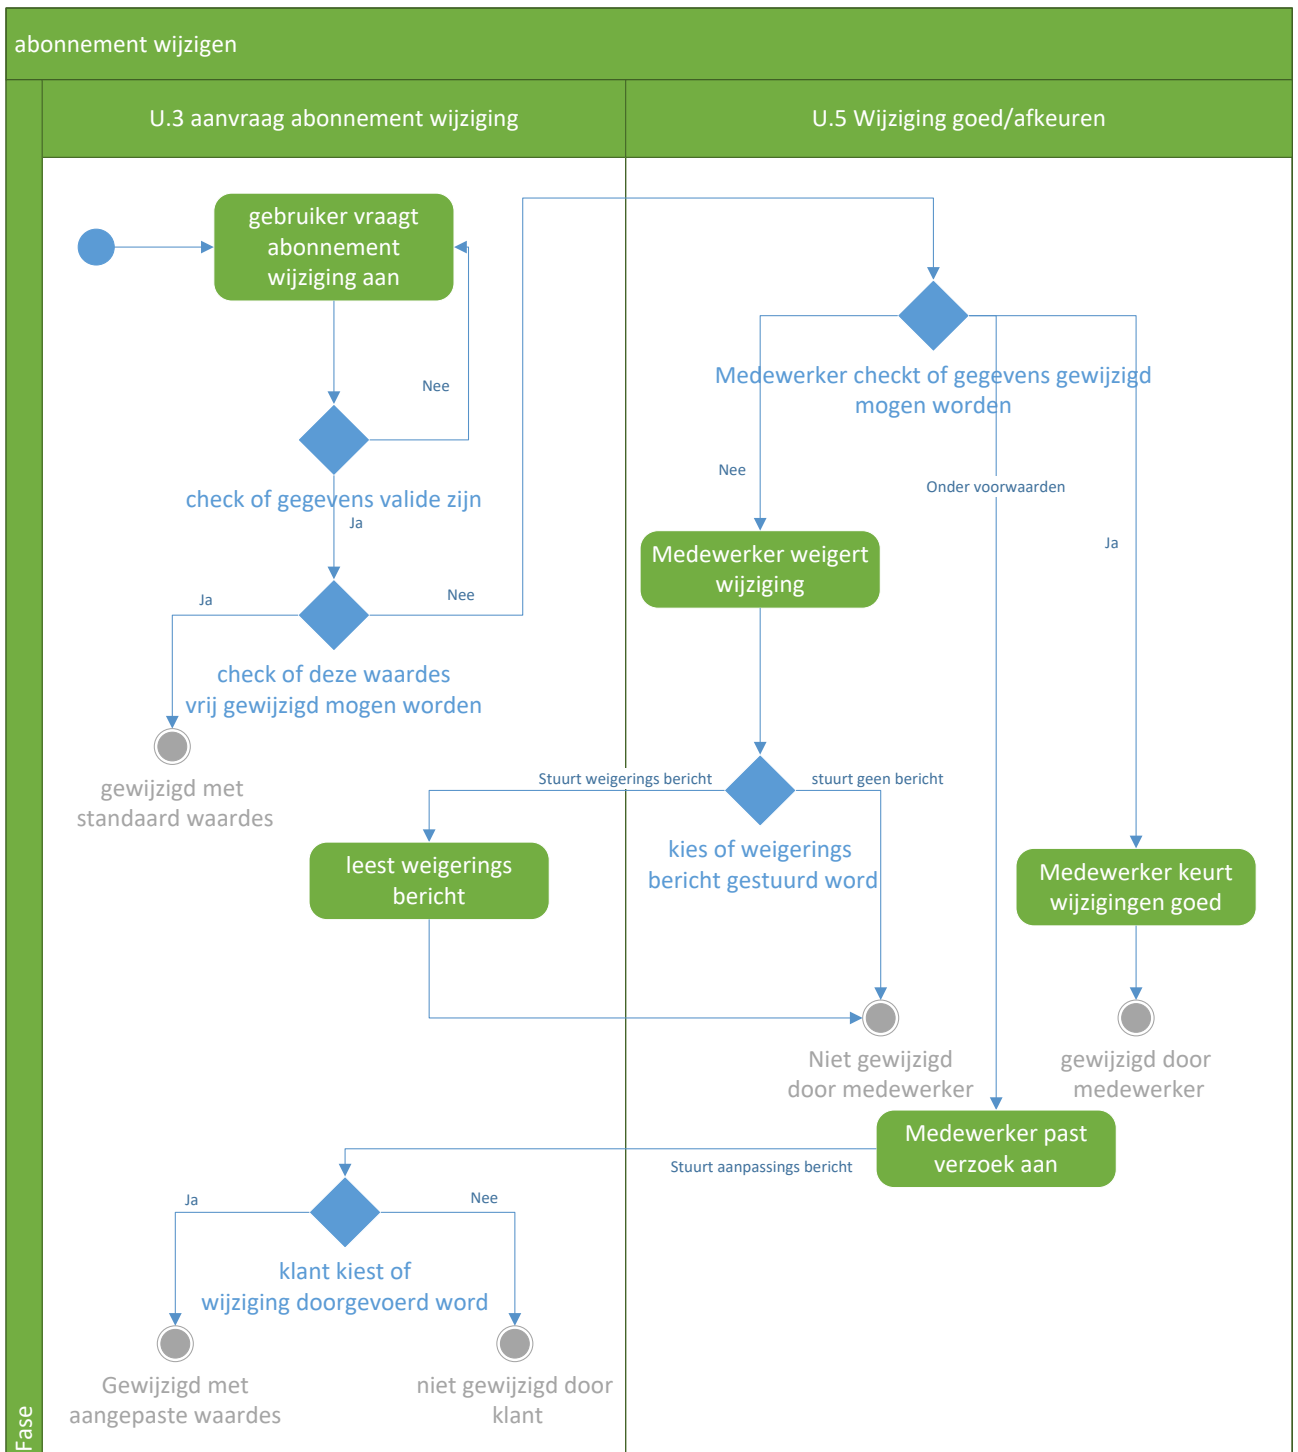 abonnement wijzigen
U.3 aanvraag abonnement wijziging
U.5 Wijziging goed/afkeuren
gebruiker vraagt
abonnement
wijziging aan
Nee
check of gegevens valide zijn
Ja
Ja
Nee
check of deze waardes
vrij gewijzigd mogen worden
gewijzigd met
standaard waardes
Medewerker checkt of gegevens gewijzigd
mogen worden
Nee
Onder voorwaarden
Ja
Medewerker weigert
wijziging
Stuurt weigerings bericht
stuurt geen bericht
kies of weigerings
bericht gestuurd word
leest weigerings
bericht
Medewerker keurt
wijzigingen goed
Niet gewijzigd
door medewerker
gewijzigd door
medewerker
Medewerker past
verzoek aan
Stuurt aanpassings bericht
Ja
Nee
klant kiest of
wijziging doorgevoerd word
Gewijzigd met
aangepaste waardes
niet gewijzigd door
klant
Fase